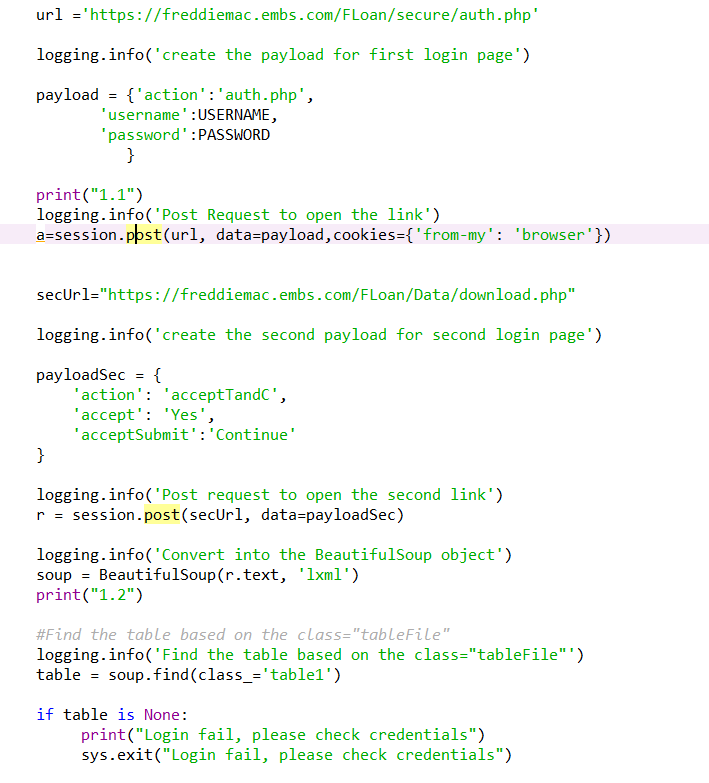 url ='https://freddiemac.embs.com/FLoan/secure/auth.php'
logging.info('create the payload for first login page')
payload = {'action':'auth.php',
'username':USERNAME,
'password':PASSWORD
}
print("1.1")
logging.info('Post Request to open the link')
a=session.post(url, data=payload,cookies={'from-my': 'browser'})
secUrl="https://freddiemac.embs.com/FLoan/Data/download.php"
logging.info('create the second payload for second login page')
payloadSec = {
'action': 'acceptTandC',
'accept': 'Yes',
'acceptSubmit':'Continue'
}
logging.info('Post request to open the second link')
r = session.post(secUrl, data=payloadSec)
logging.info('Convert into the BeautifulSoup object')
soup = BeautifulSoup(r.text, 'lxml')
print("1.2")
#Find the table based on the class="tableFile"
logging.info('Find the table based on the class="tableFile"')
table = soup.find(class_='table1')
if table is None:
print("Login fail, please check credentials")
sys.exit("Login fail, please check credentials")